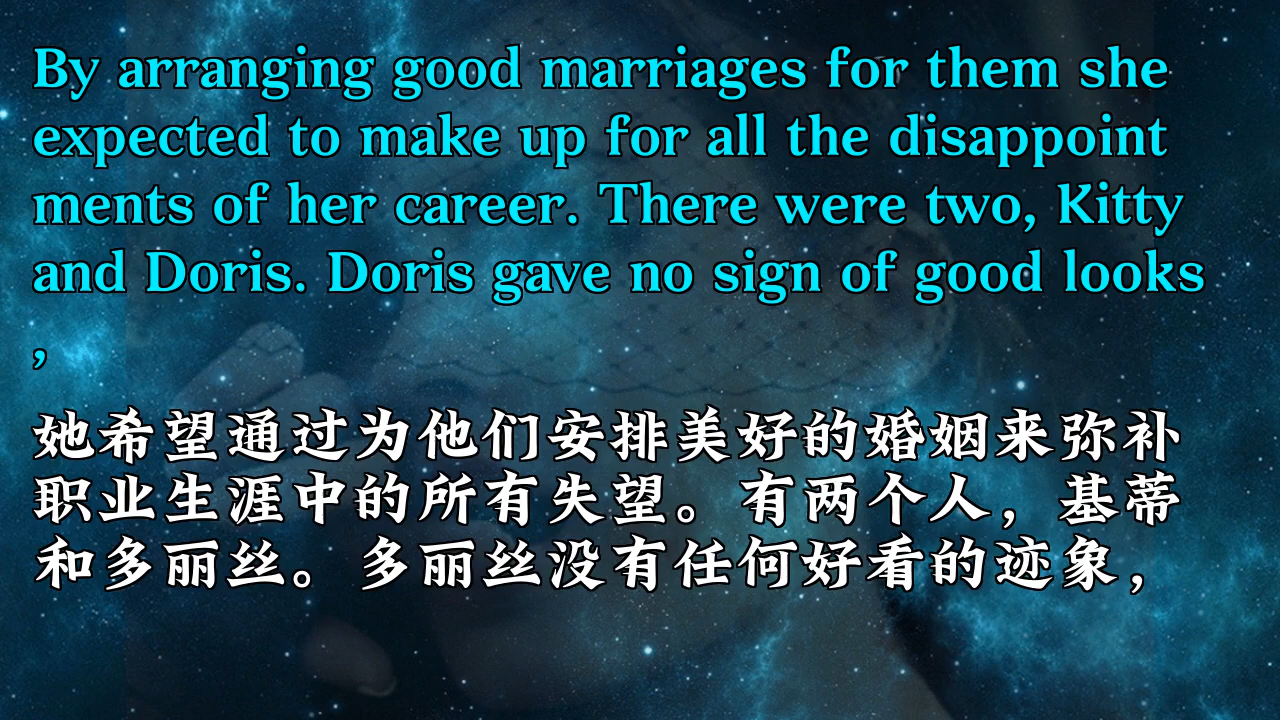 By arranging good marriages for them she
expected to make up for all the disappoint
ments of her career. There were two, Kitty
and Doris. Doris gave no sign of good looks
,
她希望通过为他们安排美好的婚姻来弥补
职业生涯中的所有失望。有两个人，基蒂
和多丽丝。多丽丝没有任何好看的迹象，